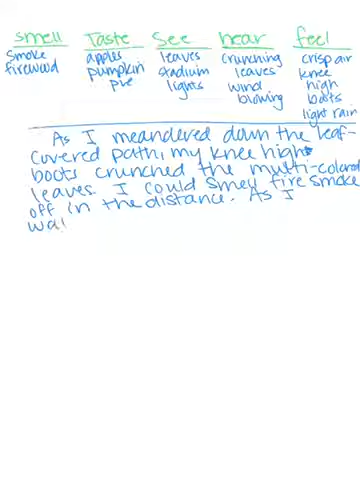 smell Taste See hear feel
smoke apples leaves crunching crisp air
firewood pumpkin stadium leaves knee
pie lights wind high
blowing boots
light rain
As I meandered down the leaf-
covered path, my knee high
boots crunched the multi-colored
leaves. I could smell fire smoke
off in the distance. As I
wal